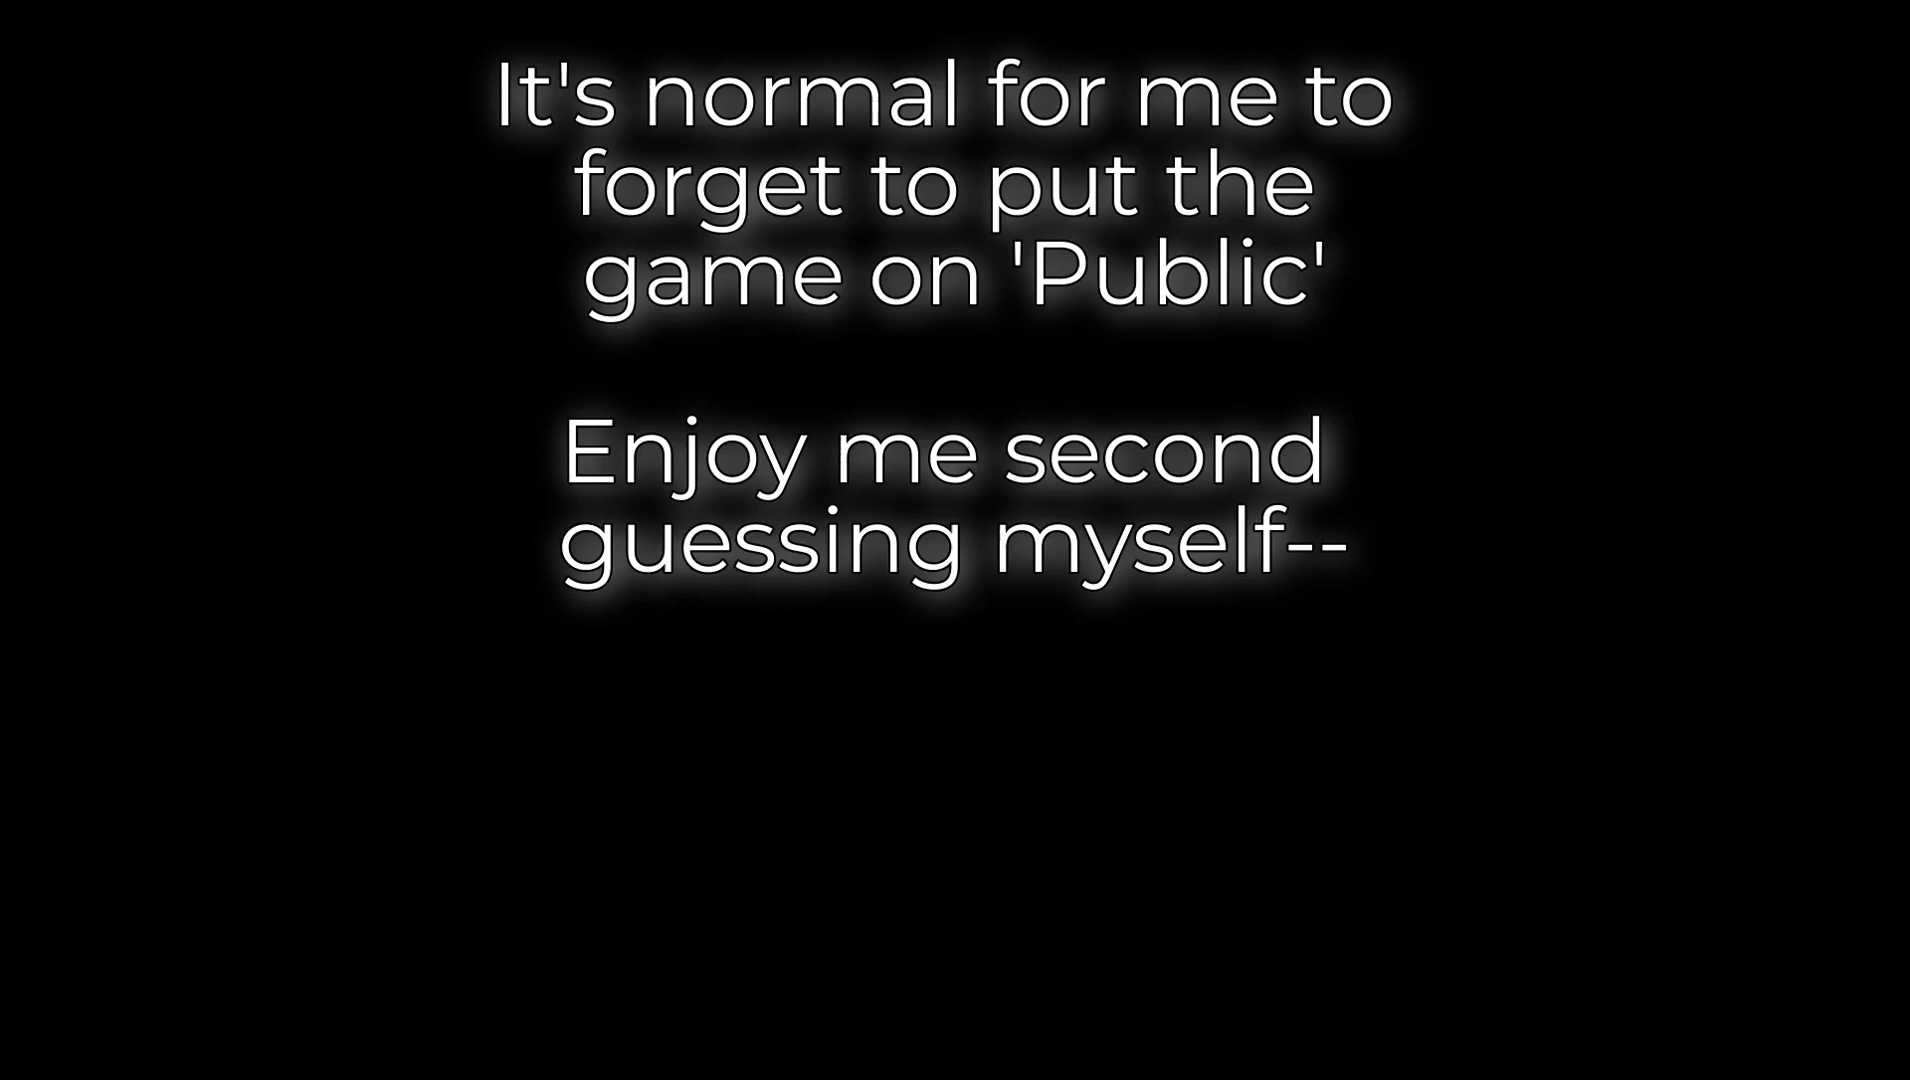 It's normal for me to
forget to put the
game on 'Public'
Enjoy me second
guessing myself--